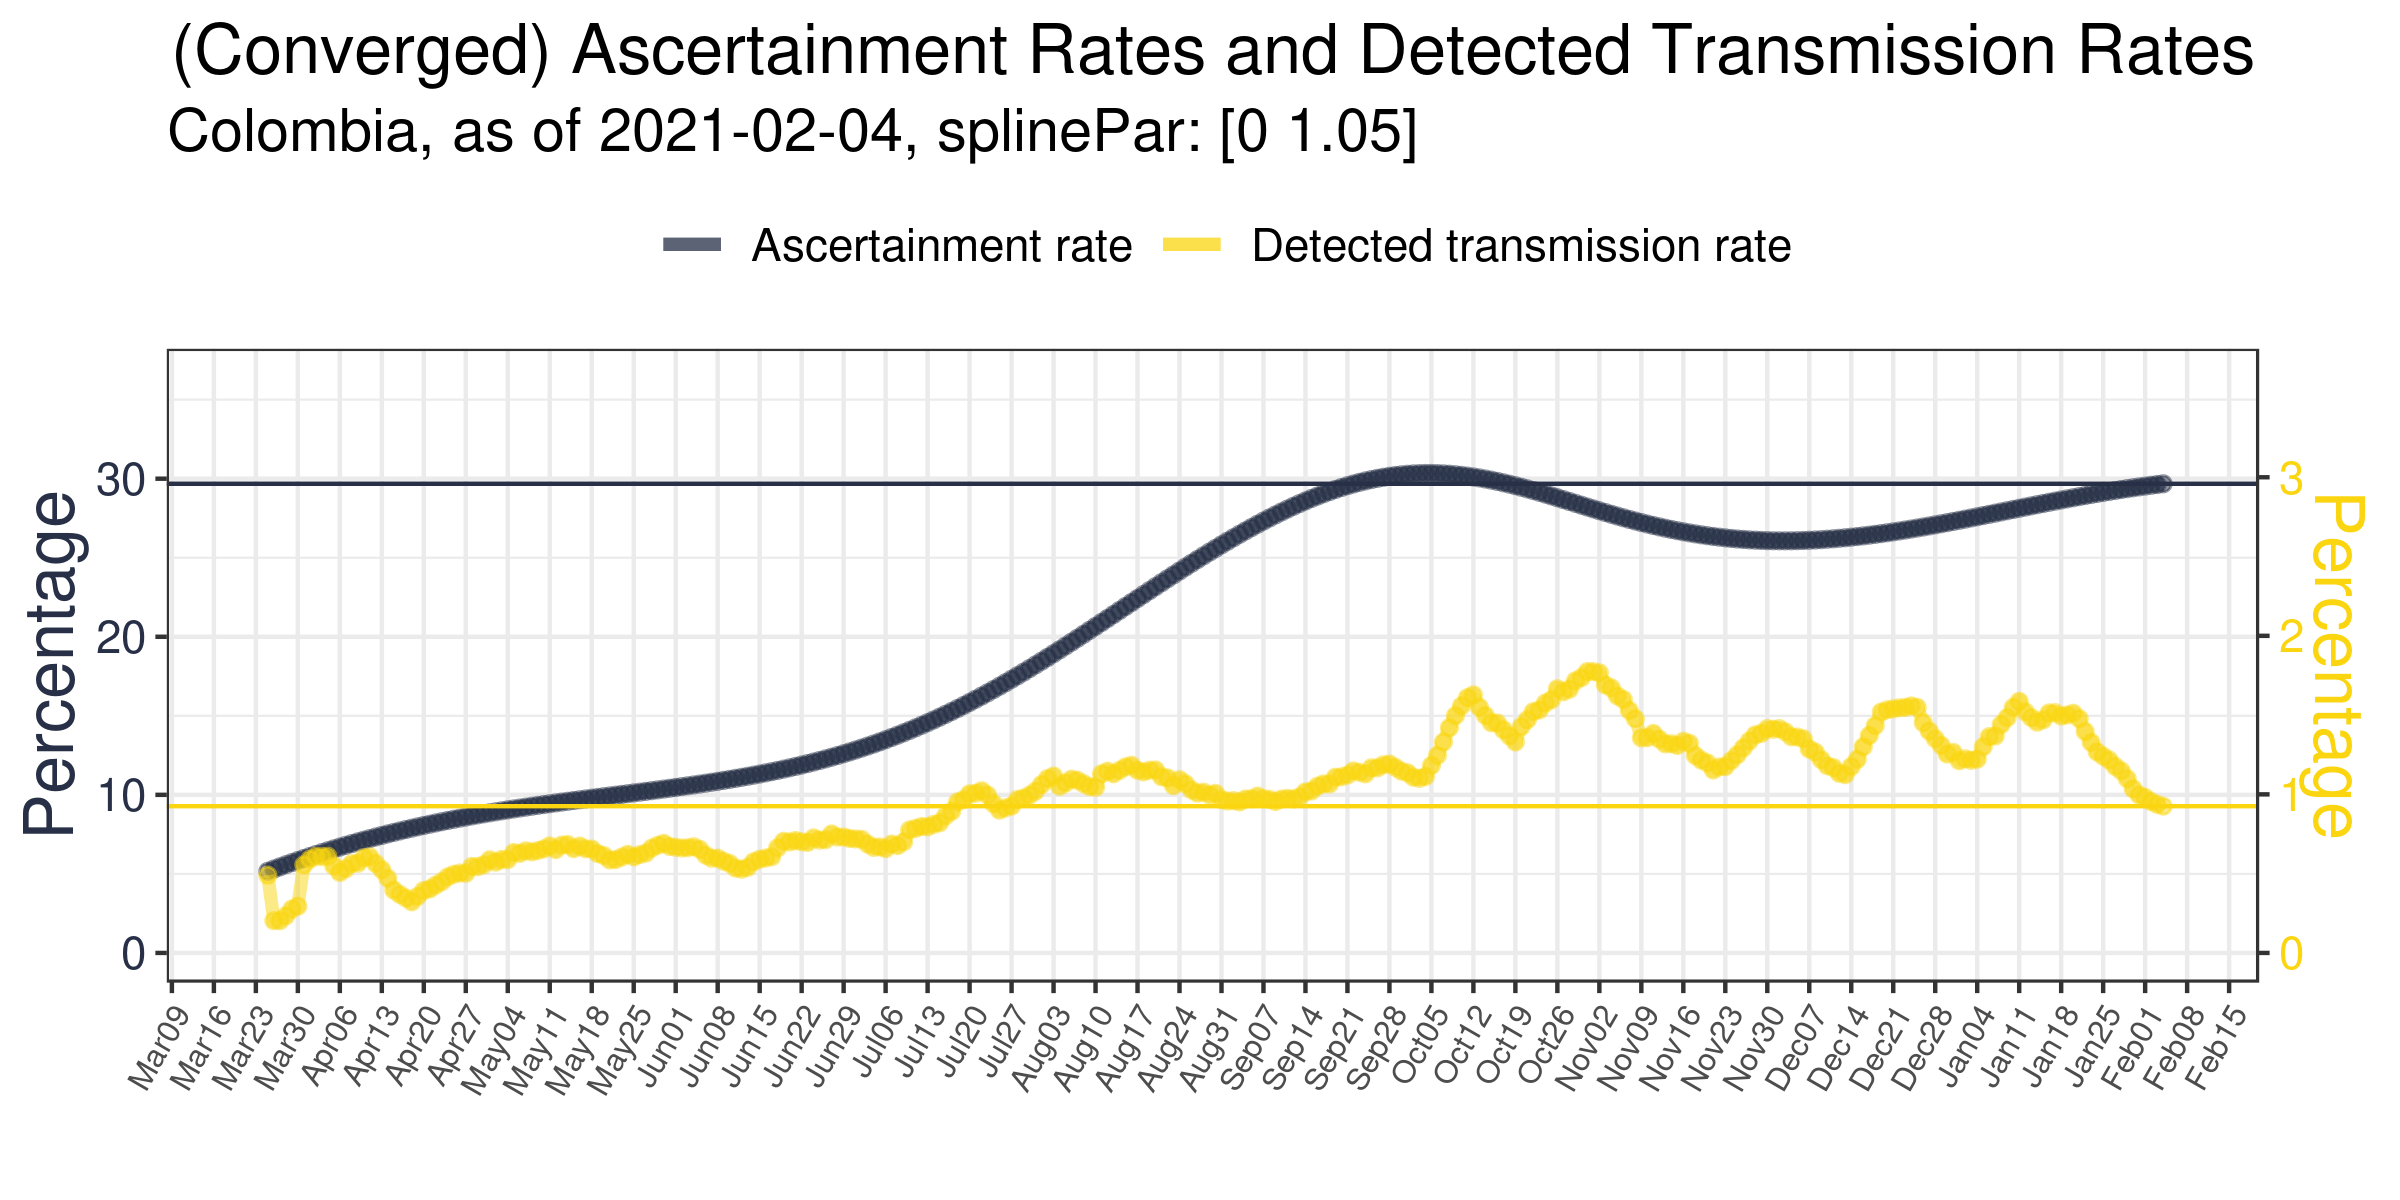 (Converged) Ascertainment Rates and Detected Transmission Rates
Colombia, as of 2021-02-04, splinePar: [0 1.05]
Ascertainment rate Detected transmission rate
Percentage
30
20
10
0
3
2
1
0
Percentage
Mar09 Mar16 Mar23 Mar30 Apr06 Apr13 Apr20 Apr27 May04 May11 May18 May25 Jun01 Jun08 Jun15 Jun22 Jun29 Jul06 Jul13 Jul20 Jul27 Aug03 Aug10 Aug17 Aug24 Aug31 Sep07 Sep14 Sep21 Sep28 Oct05 Oct12 Oct19 Oct26 Nov02 Nov09 Nov16 Nov23 Nov30 Dec07 Dec14 Dec21 Dec28 Jan04 Jan11 Jan18 Jan25 Feb01 Feb08 Feb15